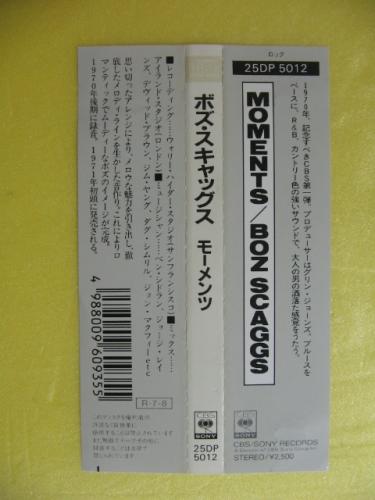 ロック
25DP 5012
MOMENTS/BOZ SCAGGS
1970年、記念すべきCBS第一弾。プロデューサーはグリン・ジョーンズ。ブルースを
ベースに、R&B、カントリー色の強いサウンドで、大人の男の洒落た感覚をうたう。
CBS
SONY
CBS/SONY RECORDS
STEREO/¥2,500
ボズ・スキャッグス モーメンツ
CBS
SONY
25DP
5012
■レコーディング……ウォリー・ハイダー・スタジオ(サンフランシスコ)■ミックス……
アイランド・スタジオ(ロンドン)■ミュージシャン……ベン・シドラン、ジョージ・レイ
ンズ、デヴィッド・ブラウン、ジム・ヤング、ダグ・シムリル、ジョン・マクフィーetc
思い切ったアレンジにより、メロウな魅力を引き出し、徹
底したメロディ・ラインを生かした音作り。これによりロ
マンティックでムーディーなボズのイメージが完成。
1970年後期に録音、1971年初頭に発売される。
4 988009 609355
R-7-8